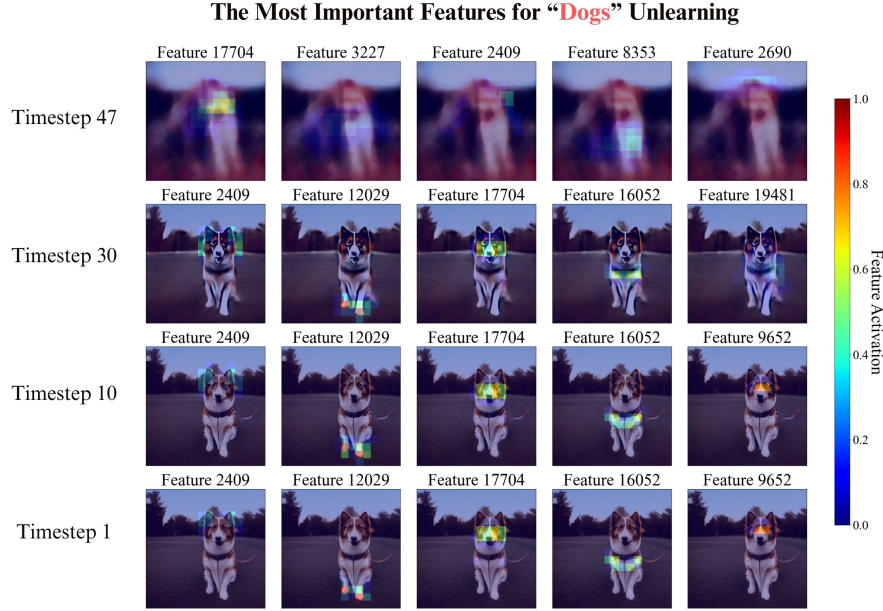 The Most Important Features for “Dogs” Unlearning
Feature 17704 Feature 3227 Feature 2409 Feature 8353 Feature 2690
Timestep 47
Feature 2409 Feature 12029 Feature 17704 Feature 16052 Feature 19481
Timestep 30
Feature 2409 Feature 12029 Feature 17704 Feature 16052 Feature 9652
Timestep 10
Feature 2409 Feature 12029 Feature 17704 Feature 16052 Feature 9652
Timestep 1
1.0
0.8
0.6
0.4
0.2
0.0
Feature Activation